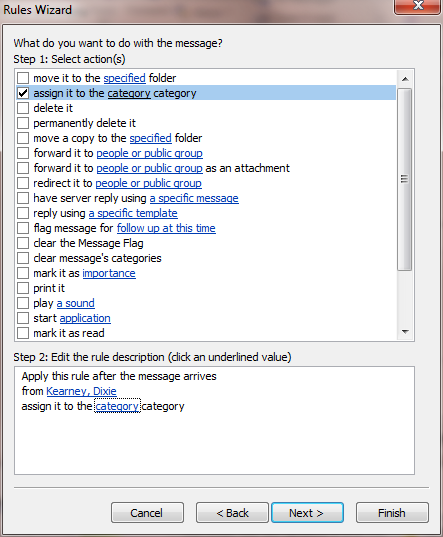 Rules Wizard
What do you want to do with the message?
Step 1: Select action(s)
move it to the specified folder
assign it to the category category
delete it
permanently delete it
move a copy to the specified folder
forward it to people or public group
forward it to people or public group as an attachment
redirect it to people or public group
have server reply using a specific message
reply using a specific template
flag message for follow up at this time
clear the Message Flag
clear message's categories
mark it as importance
print it
play a sound
start application
mark it as read
Step 2: Edit the rule description (click an underlined value)
Apply this rule after the message arrives
from Kearney, Dixie
assign it to the category category
Cancel
< Back
Next >
Finish